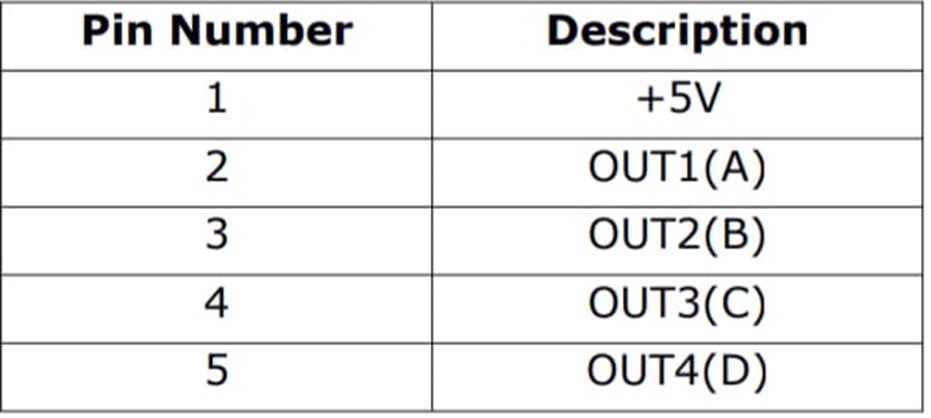 Pin Number Description
1 +5V
2 OUT1(A)
3 OUT2(B)
4 OUT3(C)
5 OUT4(D)